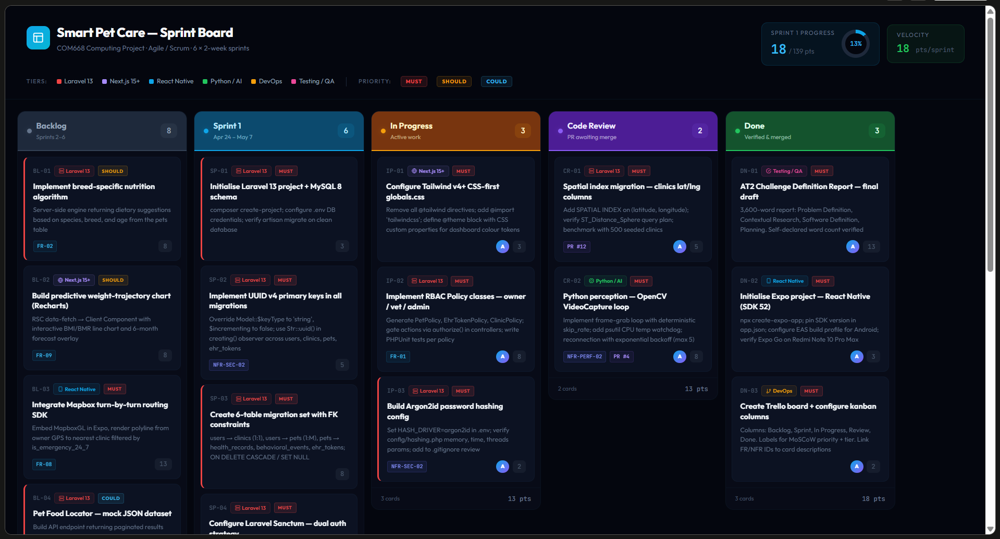 Smart Pet Care — Sprint Board
COM668 Computing Project · Agile / Scrum · 6 × 2-week sprints
SPRINT 1 PROGRESS
18 / 139 pts
13%
VELOCITY
18 pts/sprint
TIERS: Laravel 13 Next.js 15+ React Native Python / AI DevOps Testing / QA PRIORITY: MUST SHOULD COULD
Backlog
Sprints 2–6
8
BL-01 Laravel 13 SHOULD
Implement breed-specific nutrition
algorithm
Server-side engine returning dietary suggestions
based on species, breed, and age from the pets
table
FR-02 8
BL-02 Next.js 15+ SHOULD
Build predictive weight-trajectory chart
(Recharts)
RSC data-fetch → Client Component with
interactive BMI/BMR line chart and 6-month
forecast overlay
FR-09 8
BL-03 React Native MUST
Integrate Mapbox turn-by-turn routing
SDK
Embed MapboxGL in Expo, render polyline from
owner GPS to nearest clinic filtered by
is_emergency_24_7
FR-08 13
BL-04 Laravel 13 COULD
Pet Food Locator — mock JSON dataset
Build API endpoint returning paginated results
Sprint 1
Apr 24 – May 7
6
SP-01 Laravel 13 MUST
Initialise Laravel 13 project + MySQL 8
schema
composer create-project; configure .env DB
credentials; verify artisan migrate on clean
database
3
SP-02 Laravel 13 MUST
Implement UUID v4 primary keys in all
migrations
Override Model::$keyType to 'string',
$incrementing to false; use Str::uuid() in
creating() observer across users, clinics, pets,
ehr_tokens
NFR-SEC-02 5
SP-03 Laravel 13 MUST
Create 6-table migration set with FK
constraints
users → clinics (1:1), users → pets (1:M), pets →
health_records, behavioral_events, ehr_tokens;
ON DELETE CASCADE / SET NULL
8
SP-04 Laravel 13 MUST
Configure Laravel Sanctum — dual auth
strategy
In Progress
Active work
3
IP-01 Next.js 15+ MUST
Configure Tailwind v4+ CSS-first
globals.css
Remove all @tailwind directives; add @import
'tailwindcss'; define @theme block with CSS
custom properties for dashboard colour tokens
A 3
IP-02 Laravel 13 MUST
Implement RBAC Policy classes — owner
/ vet / admin
Generate PetPolicy, EhrTokenPolicy, ClinicPolicy;
gate actions via authorize() in controllers; write
PHPUnit tests per policy
FR-01 A 8
IP-03 Laravel 13 MUST
Build Argon2id password hashing
config
Set HASH_DRIVER=argon2id in .env; verify
config/hashing.php memory, time, threads
params; add to .gitignore review
NFR-SEC-02 A 2
3 cards 13 pts
Code Review
PR awaiting merge
2
CR-01 Laravel 13 MUST
Spatial index migration — clinics lat/lng
columns
Add SPATIAL INDEX on (latitude, longitude);
verify ST_Distance_Sphere query plan;
benchmark with 500 seeded clinics
PR #12 A 5
CR-02 Python / AI MUST
Python perception — OpenCV
VideoCapture loop
Implement frame-grab loop with deterministic
skip_rate; add psutil CPU temp watchdog;
reconnection with exponential backoff (max 5)
NFR-PERF-02 PR #4 A 8
2 cards 13 pts
Done
Verified & merged
3
DN-01 Testing / QA MUST
AT2 Challenge Definition Report — final
draft
3,600-word report: Problem Definition,
Contextual Research, Software Definition,
Planning. Self-declared word count verified
A 13
DN-02 React Native MUST
Initialise Expo project — React Native
(SDK 52)
npx create-expo-app; pin SDK version in
app.json; configure EAS build profile for Android;
verify Expo Go on Redmi Note 10 Pro Max
A 3
DN-03 DevOps MUST
Create Trello board + configure kanban
columns
Columns: Backlog, Sprint, In Progress, Review,
Done. Labels for MoSCoW priority + tier. Link
FR/NFR IDs to card descriptions
A 2
3 cards 18 pts